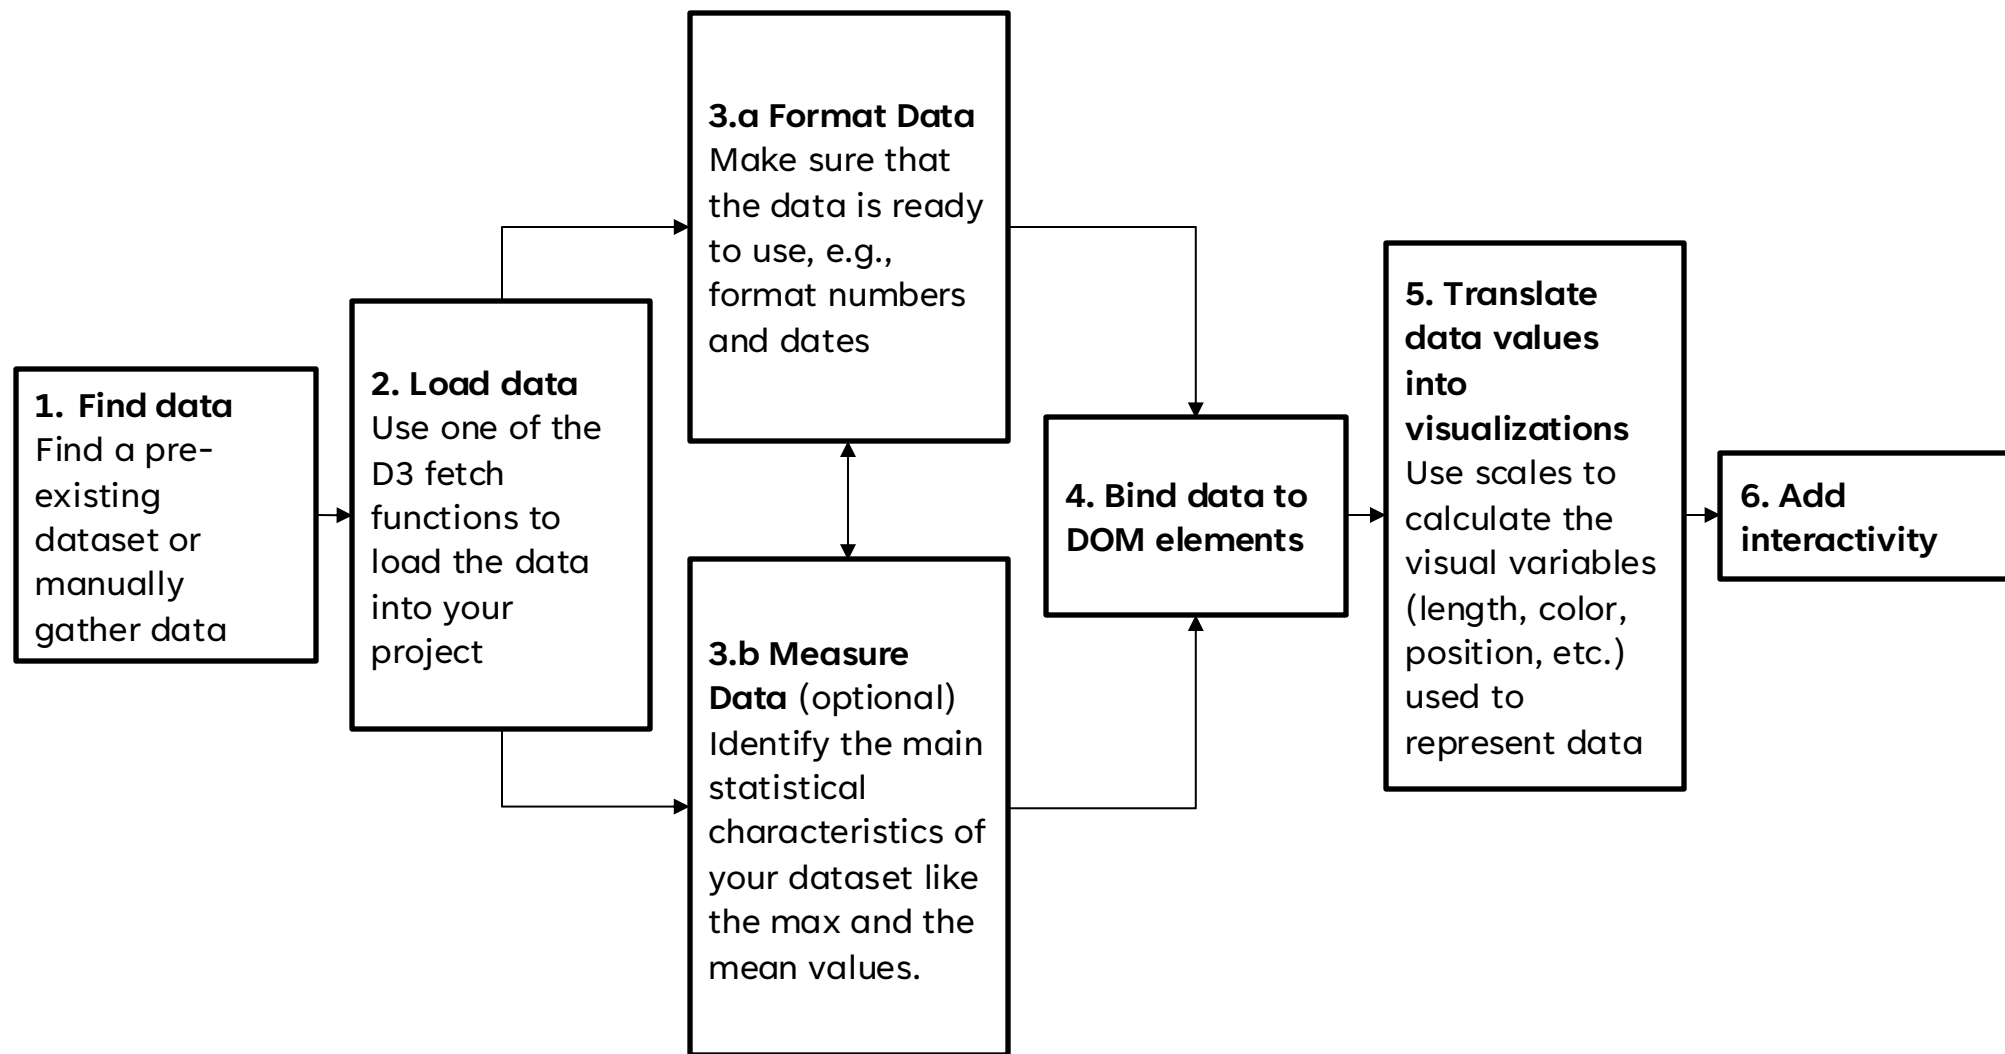 1. Find data
Find a pre-
existing
dataset or
manually
gather data
2. Load data
Use one of the
D3 fetch
functions to
load the data
into your
project
3.a Format Data
Make sure that
the data is ready
to use, e.g.,
format numbers
and dates
3.b Measure
Data (optional)
Identify the main
statistical
characteristics of
your dataset like
the max and the
mean values.
4. Bind data to
DOM elements
5. Translate
data values
into
visualizations
Use scales to
calculate the
visual variables
(length, color,
position, etc.)
used to
represent data
6. Add
interactivity